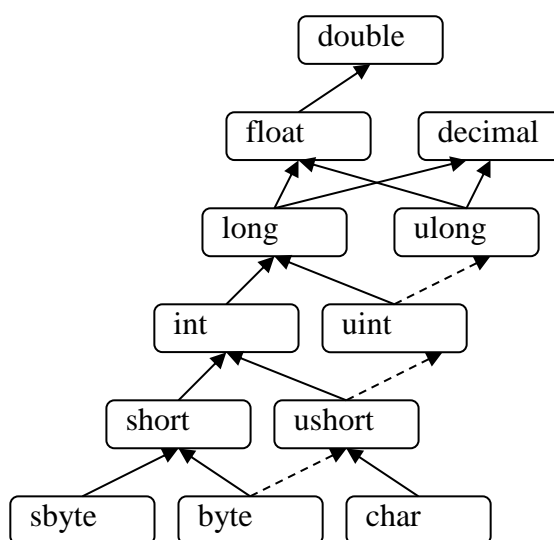 double
float decimal
long ulong
int uint
short ushort
sbyte byte char